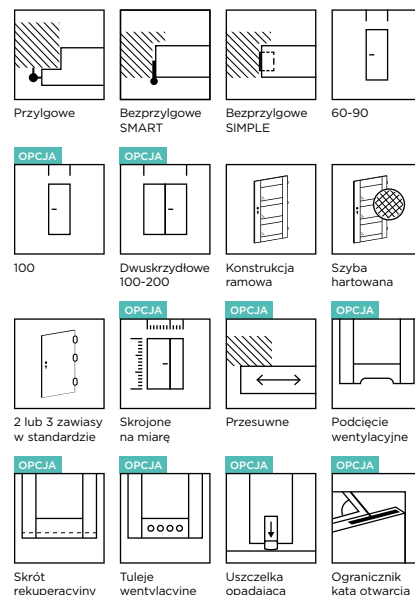 Przylgowe
Bezprzylgowe
SMART
Bezprzylgowe
SIMPLE
60-90
OPCJA
100
OPCJA
Dwuskrzydłowe
100-200
Konstrukcja
ramowa
Szyba
hartowana
2 lub 3 zawiasy
w standardzie
OPCJA
Skrojone
na miarę
OPCJA
Przesuwne
OPCJA
Podcięcie
wentylacyjne
OPCJA
Skrót
rekuperacyjny
OPCJA
Tuleje
wentylacyjne
OPCJA
Uszczelka
opadająca
OPCJA
Ogranicznik
kąta otwarcia